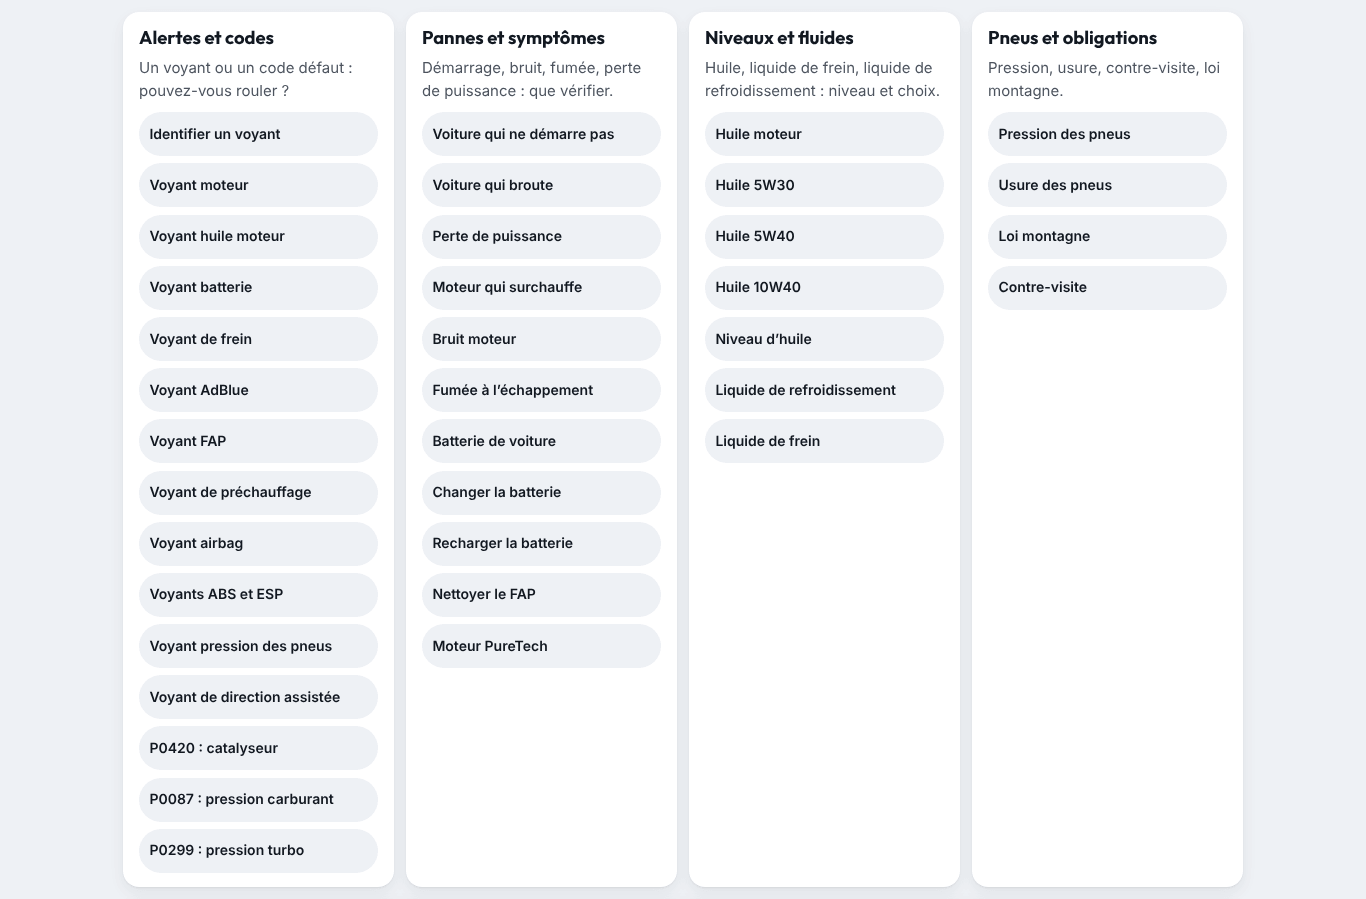 Alertes et codes
Un voyant ou un code défaut :
pouvez-vous rouler ?
Identifier un voyant
Voyant moteur
Voyant huile moteur
Voyant batterie
Voyant de frein
Voyant AdBlue
Voyant FAP
Voyant de préchauffage
Voyant airbag
Voyants ABS et ESP
Voyant pression des pneus
Voyant de direction assistée
P0420 : catalyseur
P0087 : pression carburant
P0299 : pression turbo
Pannes et symptômes
Démarrage, bruit, fumée, perte
de puissance : que vérifier.
Voiture qui ne démarre pas
Voiture qui broute
Perte de puissance
Moteur qui surchauffe
Bruit moteur
Fumée à l’échappement
Batterie de voiture
Changer la batterie
Recharger la batterie
Nettoyer le FAP
Moteur PureTech
Niveaux et fluides
Huile, liquide de frein, liquide de
refroidissement : niveau et choix.
Huile moteur
Huile 5W30
Huile 5W40
Huile 10W40
Niveau d’huile
Liquide de refroidissement
Liquide de frein
Pneus et obligations
Pression, usure, contre-visite, loi
montagne.
Pression des pneus
Usure des pneus
Loi montagne
Contre-visite